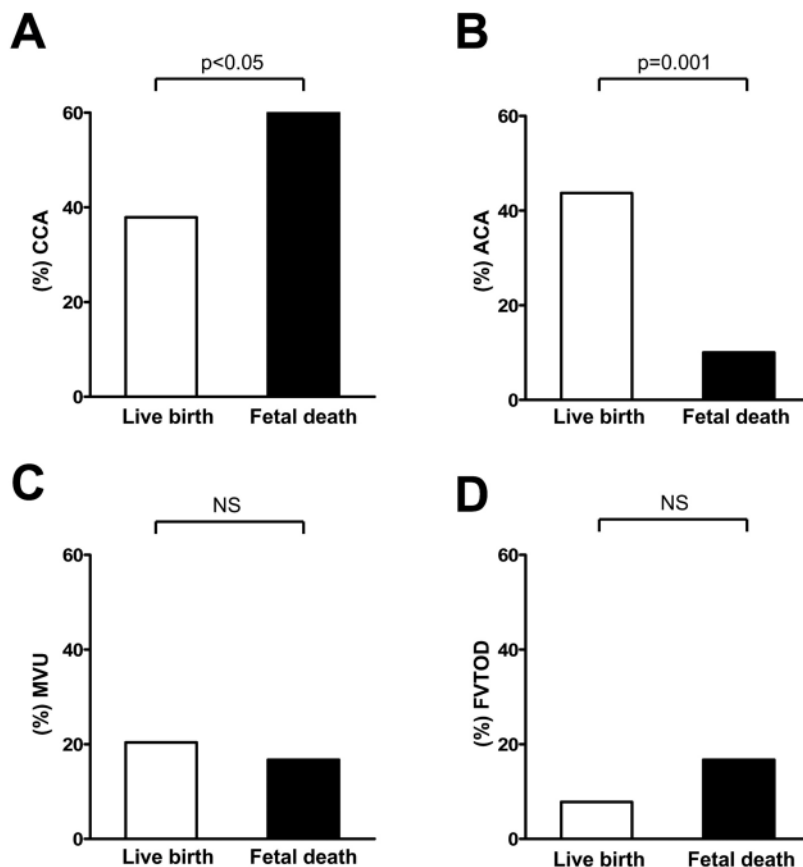 A
p<0.05
(%) CCA
60
40
20
0
Live birth Fetal death
B
p=0.001
(%) ACA
60
40
20
0
Live birth Fetal death
C
NS
(%) MVU
60
40
20
0
Live birth Fetal death
D
NS
(%) FVTOD
60
40
20
0
Live birth Fetal death